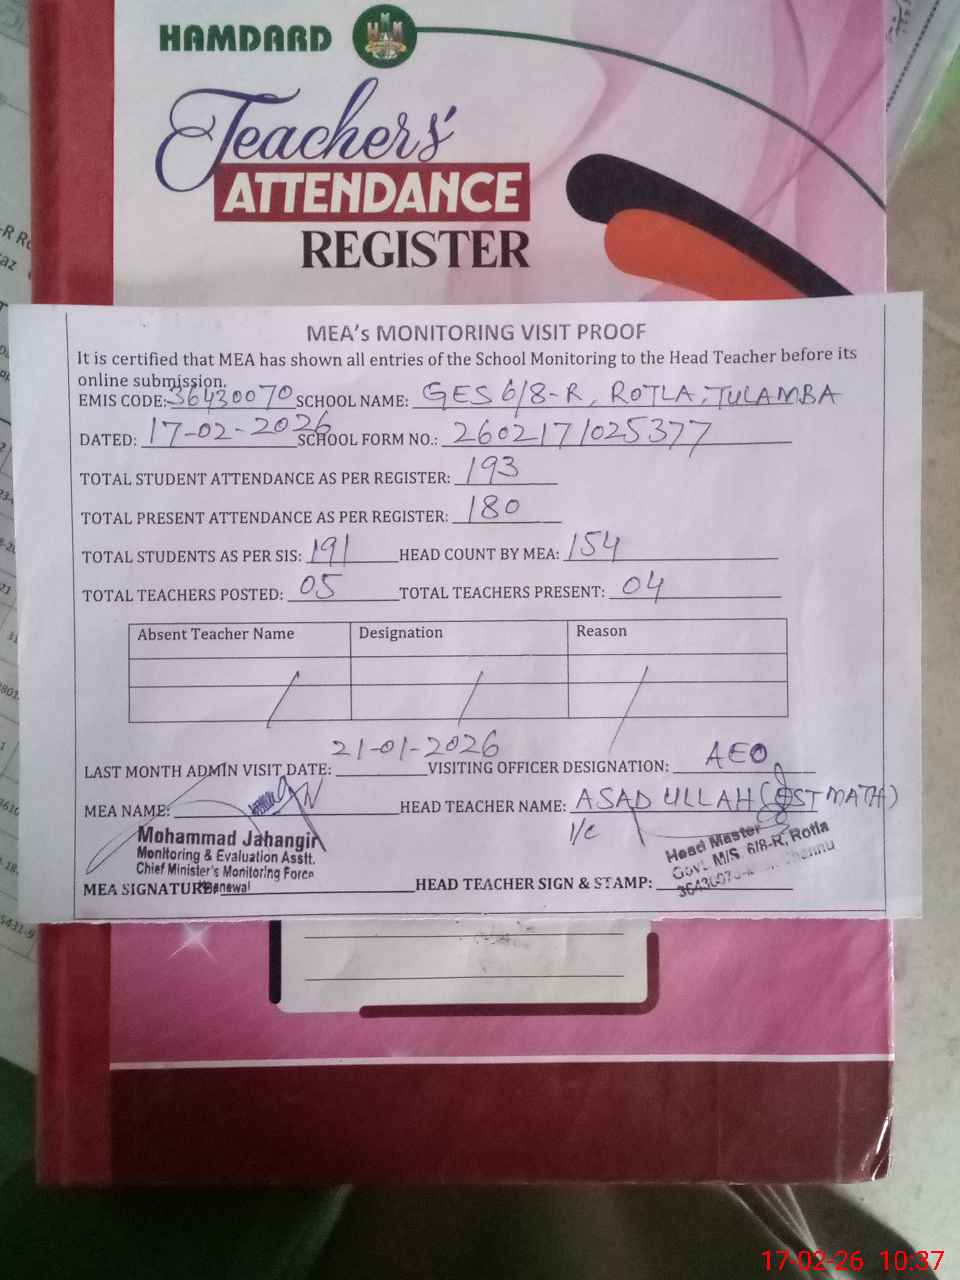 HAMDARD
Teachers'
ATTENDANCE
REGISTER
MEA's MONITORING VISIT PROOF
It is certified that MEA has shown all entries of the School Monitoring to the Head Teacher before its
online submission.
EMIS CODE: 36430070 SCHOOL NAME: GES 6/8-R, ROTLA, TULAMBA
DATED: 17-02-2026 SCHOOL FORM NO.: 2602171025377
TOTAL STUDENT ATTENDANCE AS PER REGISTER: 193
TOTAL PRESENT ATTENDANCE AS PER REGISTER: 180
TOTAL STUDENTS AS PER SIS: 191 HEAD COUNT BY MEA: 154
TOTAL TEACHERS POSTED: 05 TOTAL TEACHERS PRESENT: 04
Absent Teacher Name Designation Reason
LAST MONTH ADMIN VISIT DATE: 21-01-2026 VISITING OFFICER DESIGNATION: AEO
MEA NAME: HEAD TEACHER NAME: ASAD ULLAH (EST MATH)
I/C
Mohammad Jahangir
Monitoring & Evaluation Asstt.
Chief Minister's Monitoring Force
Khanewal
Head Master
Govt. M/S. 6/8-R, Rotla
MEA SIGNATURE: HEAD TEACHER SIGN & STAMP:
17-02-26 10:37